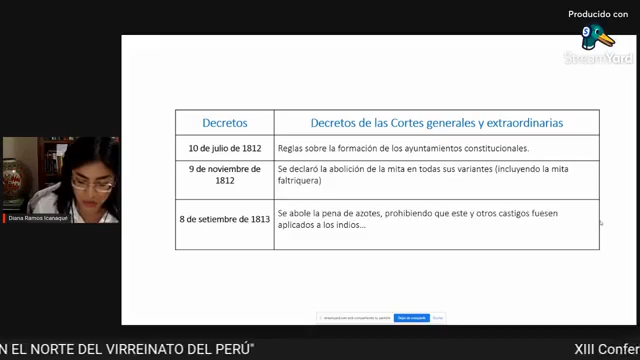 Producido con
StreamYard
Decretos
Decretos de las Cortes generales y extraordinarias
10 de julio de 1812
Reglas sobre la formación de los ayuntamientos constitucionales.
9 de noviembre de
1812
Se declaró la abolición de la mita en todas sus variantes (incluyendo la mita
faltriquera)
8 de setiembre de 1813
Se abole la pena de azotes, prohibiendo que este y otros castigos fuesen
aplicados a los indios...
Diana Ramos Icanaqué
N EL NORTE DEL VIRREINATO DEL PERÚ"
XIII Confer